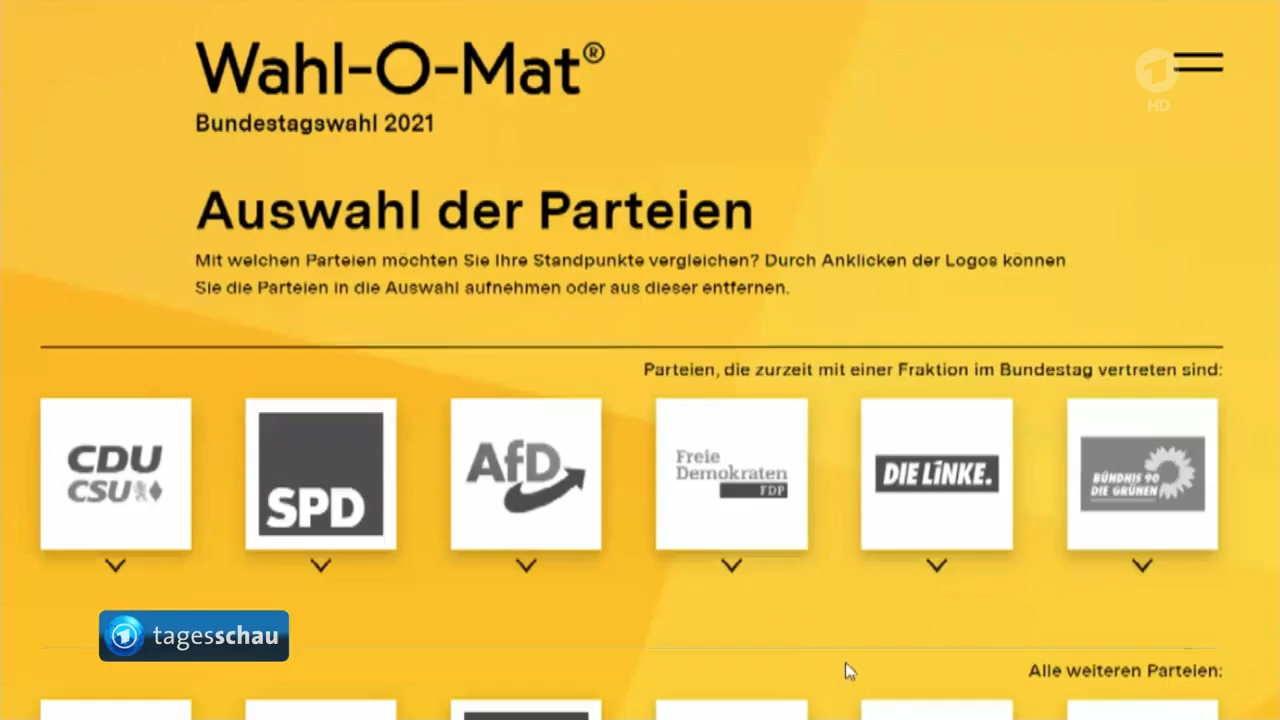 Wahl-O-Mat®
Bundestagswahl 2021
HD
Auswahl der Parteien
Mit welchen Parteien möchten Sie Ihre Standpunkte vergleichen? Durch Anklicken der Logos können
Sie die Parteien in die Auswahl aufnehmen oder aus dieser entfernen.
Parteien, die zurzeit mit einer Fraktion im Bundestag vertreten sind:
CDU
CSU
SPD
AfD
Freie
Demokraten
FDP
DIE LINKE.
BÜNDNIS 90
DIE GRÜNEN
tagesschau
Alle weiteren Parteien: